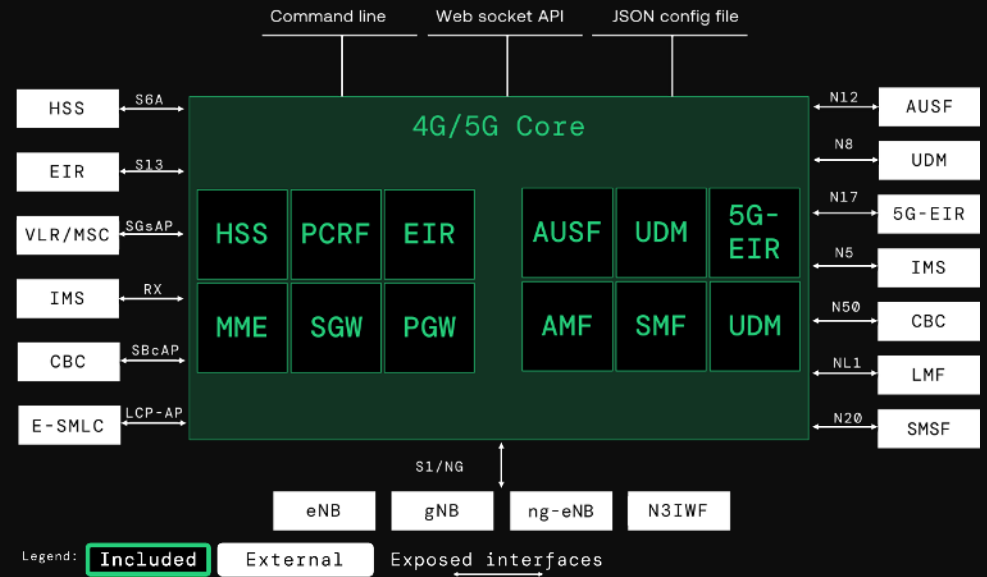 Command line
Web socket API
JSON config file
4G/5G Core
HSS
S6A
EIR
S13
VLR/MSC
SGsAP
IMS
RX
CBC
SBcAP
E-SMLC
LCP-AP
HSS
PCRF
EIR
MME
SGW
PGW
AUSF
UDM
5G-
EIR
AMF
SMF
UDM
N12
AUSF
N8
UDM
N17
5G-EIR
N5
IMS
N50
CBC
NL1
LMF
N20
SMSF
S1/NG
eNB
gNB
ng-eNB
N3IWF
Legend:
Included
External
Exposed interfaces